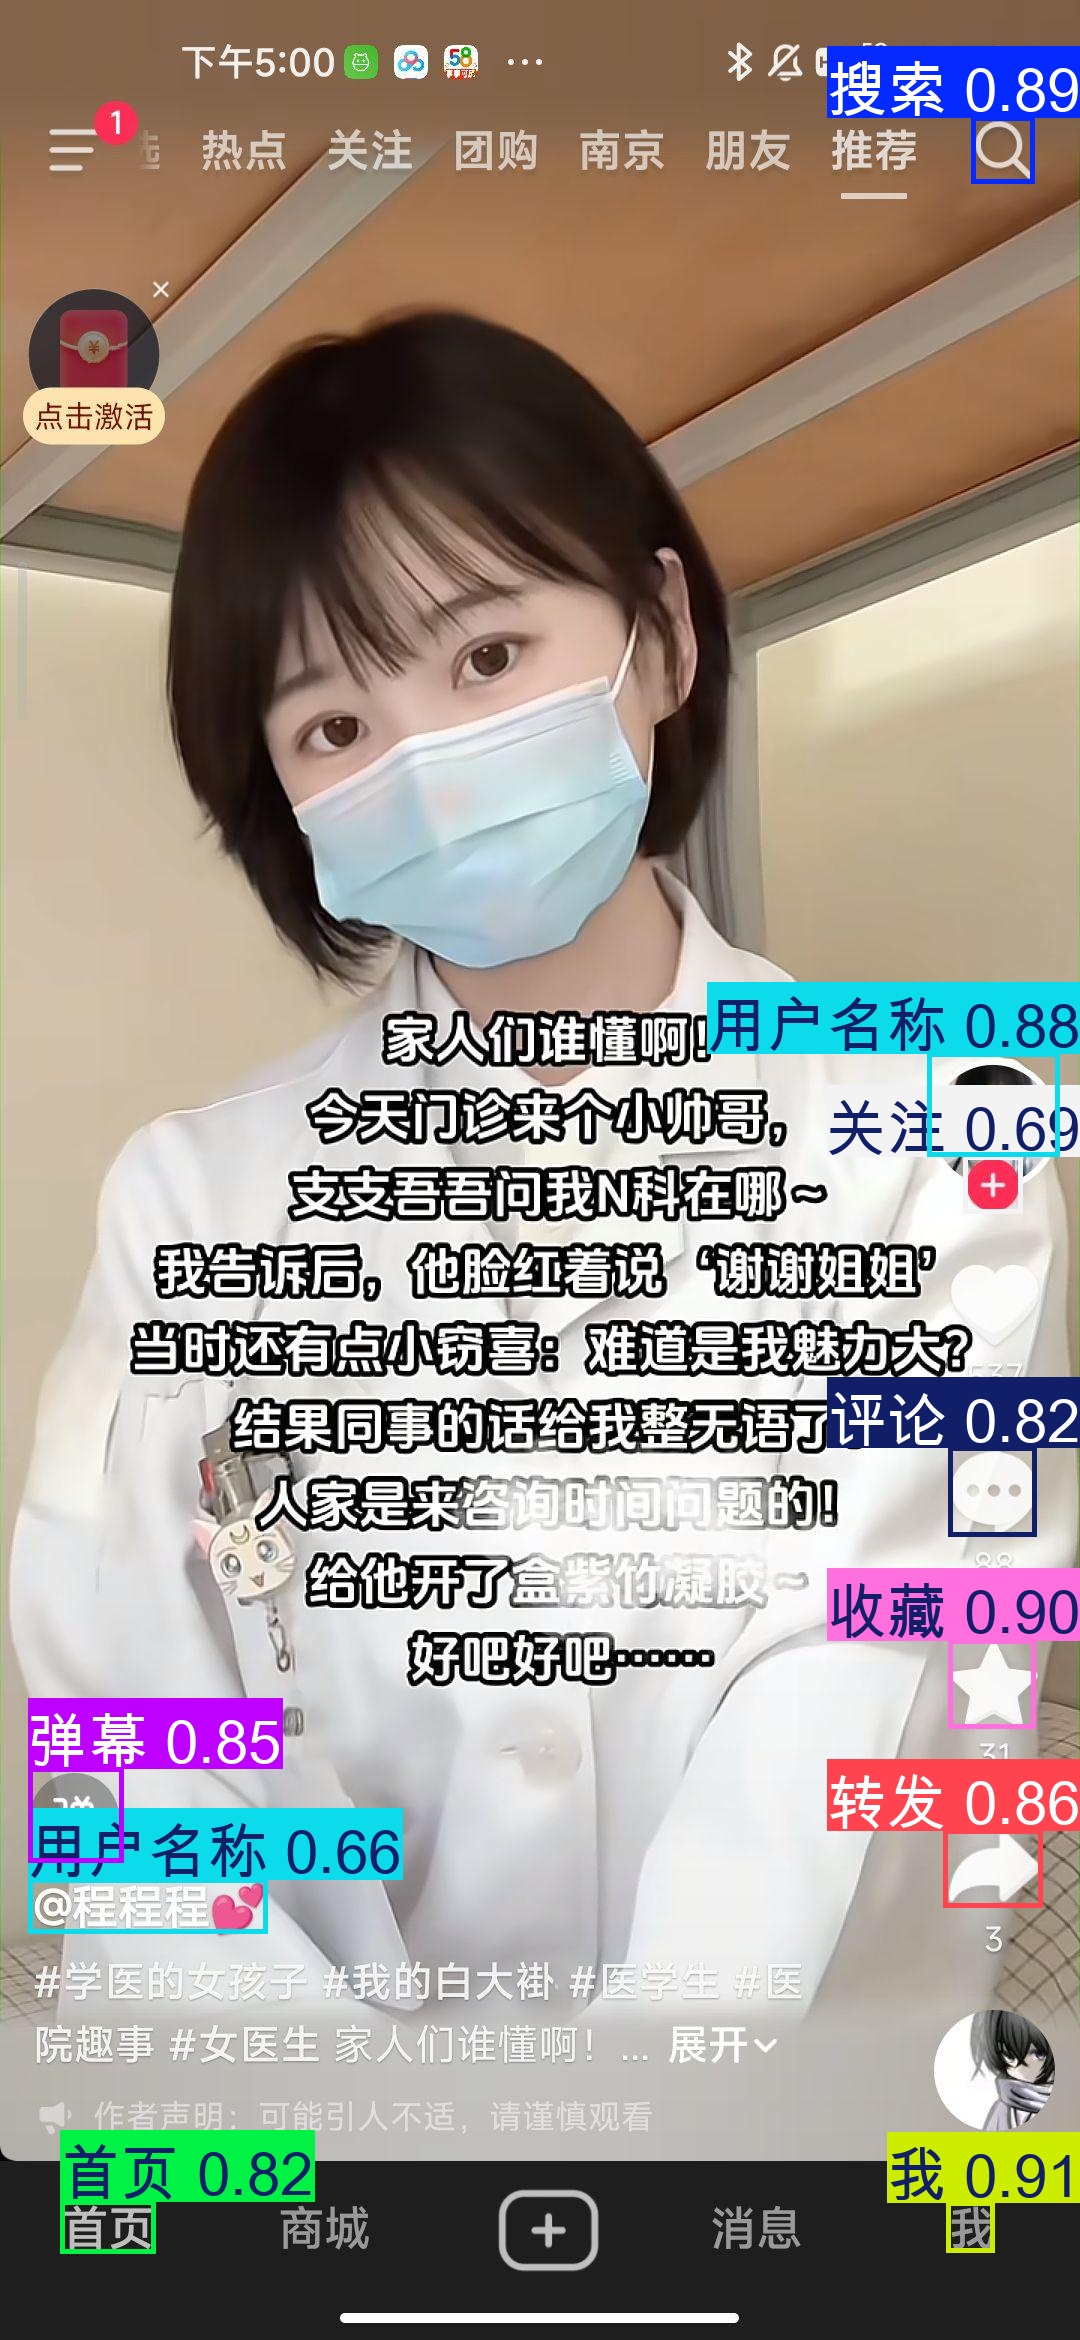 下午5:00
58
搜索 0.89
1
热点 关注 团购 南京 朋友 推荐
点击激活
家人们谁懂啊！
用户名称 0.88
今天门诊来个小帅哥，
关注 0.69
支支吾吾问我N科在哪～
我告诉后，他脸红着说‘谢谢姐姐’
当时还有点小窃喜：难道是我魅力大？
537
结果同事的话给我整无语了
评论 0.82
人家是来咨询时间问题的！
88
给他开了盒紫竹凝胶～
收藏 0.90
好吧好吧……
弹幕 0.85
31
转发 0.86
用户名称 0.66
@程程程💕
3
#学医的女孩子 #我的白大褂 #医学生 #医
院趣事 #女医生 家人们谁懂啊！... 展开
作者声明：可能引人不适，请谨慎观看
首页 0.82
我 0.91
首页 商城 消息 我